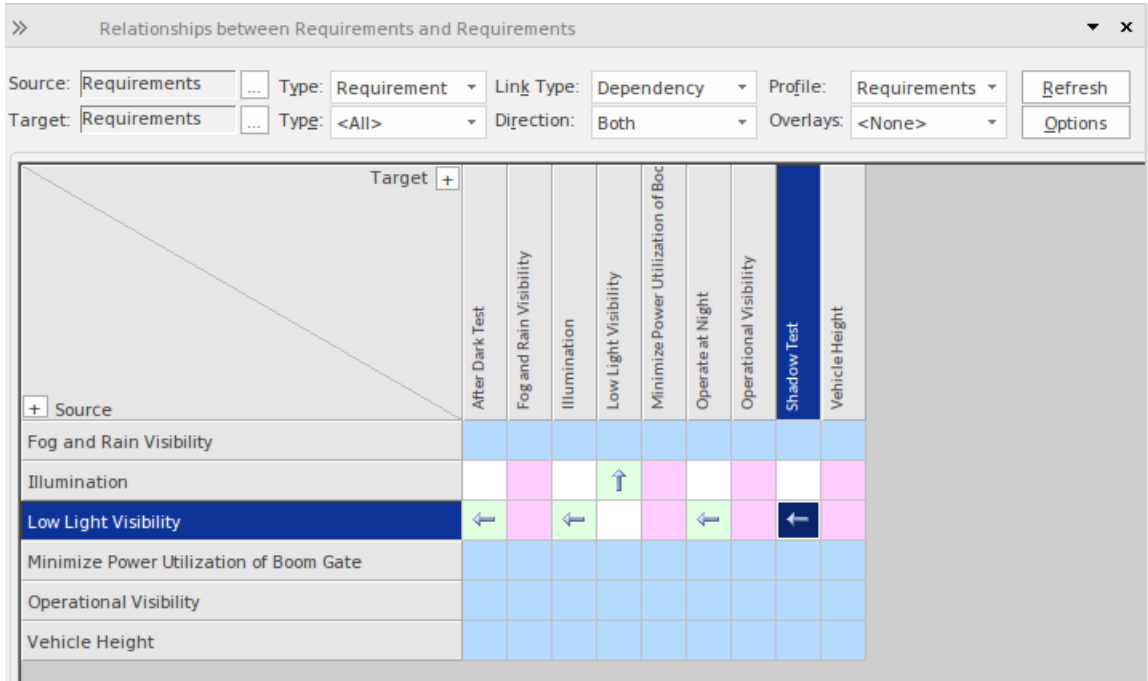 Relationships between Requirements and Requirements
Source: Requirements ... Type: Requirement Link Type: Dependency Profile: Requirements Refresh
Target: Requirements ... Type: <All> Direction: Both Overlays: <None> Options
Target +
After Dark Test
Fog and Rain Visibility
Illumination
Low Light Visibility
Minimize Power Utilization of Boo
Operate at Night
Operational Visibility
Shadow Test
Vehicle Height
+ Source
Fog and Rain Visibility
Illumination
Low Light Visibility
Minimize Power Utilization of Boom Gate
Operational Visibility
Vehicle Height